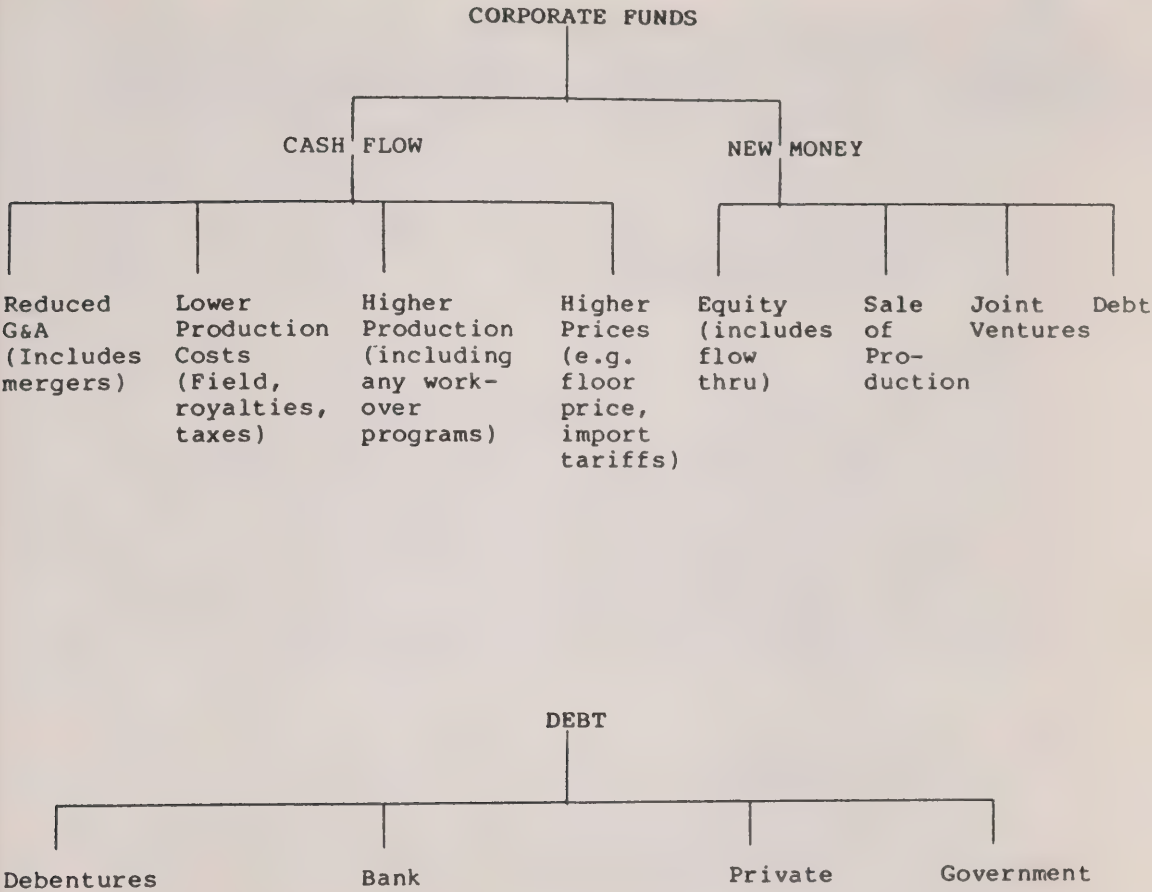 CORPORATE FUNDS
CASH FLOW
NEW MONEY
Reduced
G&A
(Includes
mergers)
Lower
Production
Costs
(Field,
royalties,
taxes)
Higher
Production
(including
any work-
over
programs)
Higher
Prices
(e.g.
floor
price,
import
tariffs)
Equity
(includes
flow
thru)
Sale
of
Pro-
duction
Joint
Ventures
Debt
DEBT
Debentures
Bank
Private
Government